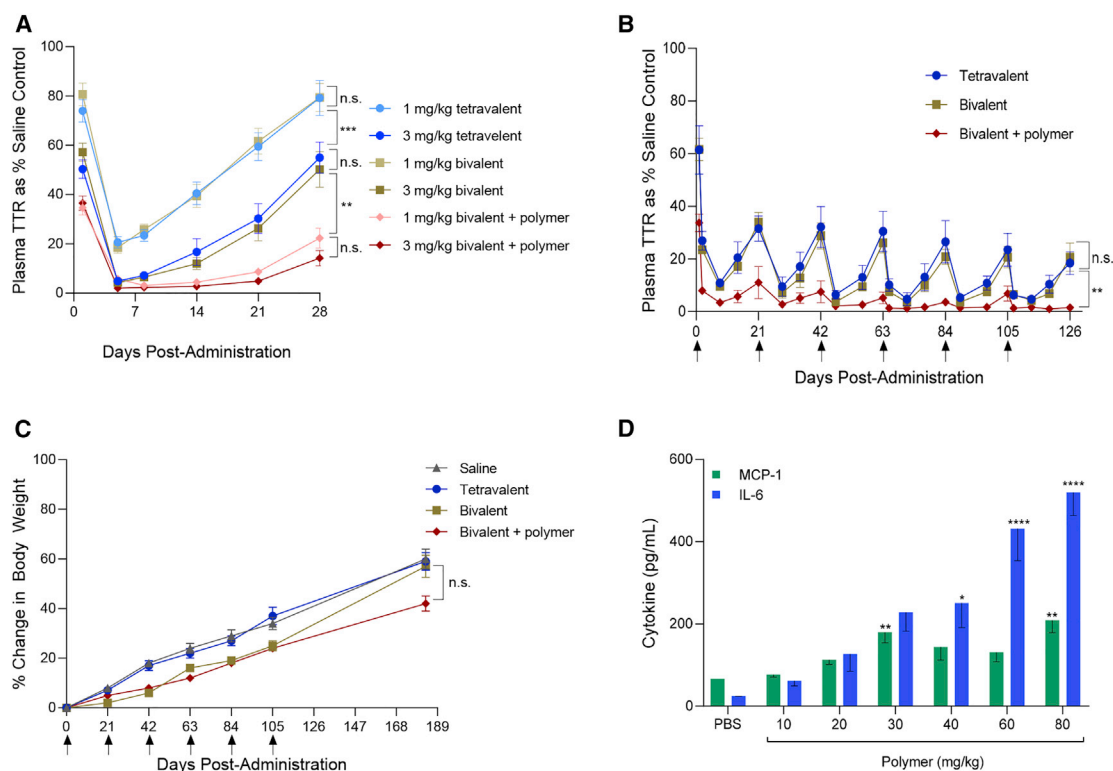 A
Plasma TTR as % Saline Control
100
80
60
40
20
0
0 7 14 21 28
Days Post-Administration
n.s.
***
n.s.
**
n.s.
1 mg/kg tetravalent
3 mg/kg tetravalent
1 mg/kg bivalent
3 mg/kg bivalent
1 mg/kg bivalent + polymer
3 mg/kg bivalent + polymer
B
Plasma TTR as % Saline Control
100
80
60
40
20
0
0 21 42 63 84 105 126
Days Post-Administration
Tetravalent
Bivalent
Bivalent + polymer
n.s.
**
C
% Change in Body Weight
100
80
60
40
20
0
0 21 42 63 84 105 126 147 168 189
Days Post-Administration
Saline
Tetravalent
Bivalent
Bivalent + polymer
n.s.
D
Cytokine (pg/mL)
600
400
200
0
MCP-1
IL-6
**
*
****
**
****
PBS 10 20 30 40 60 80
Polymer (mg/kg)